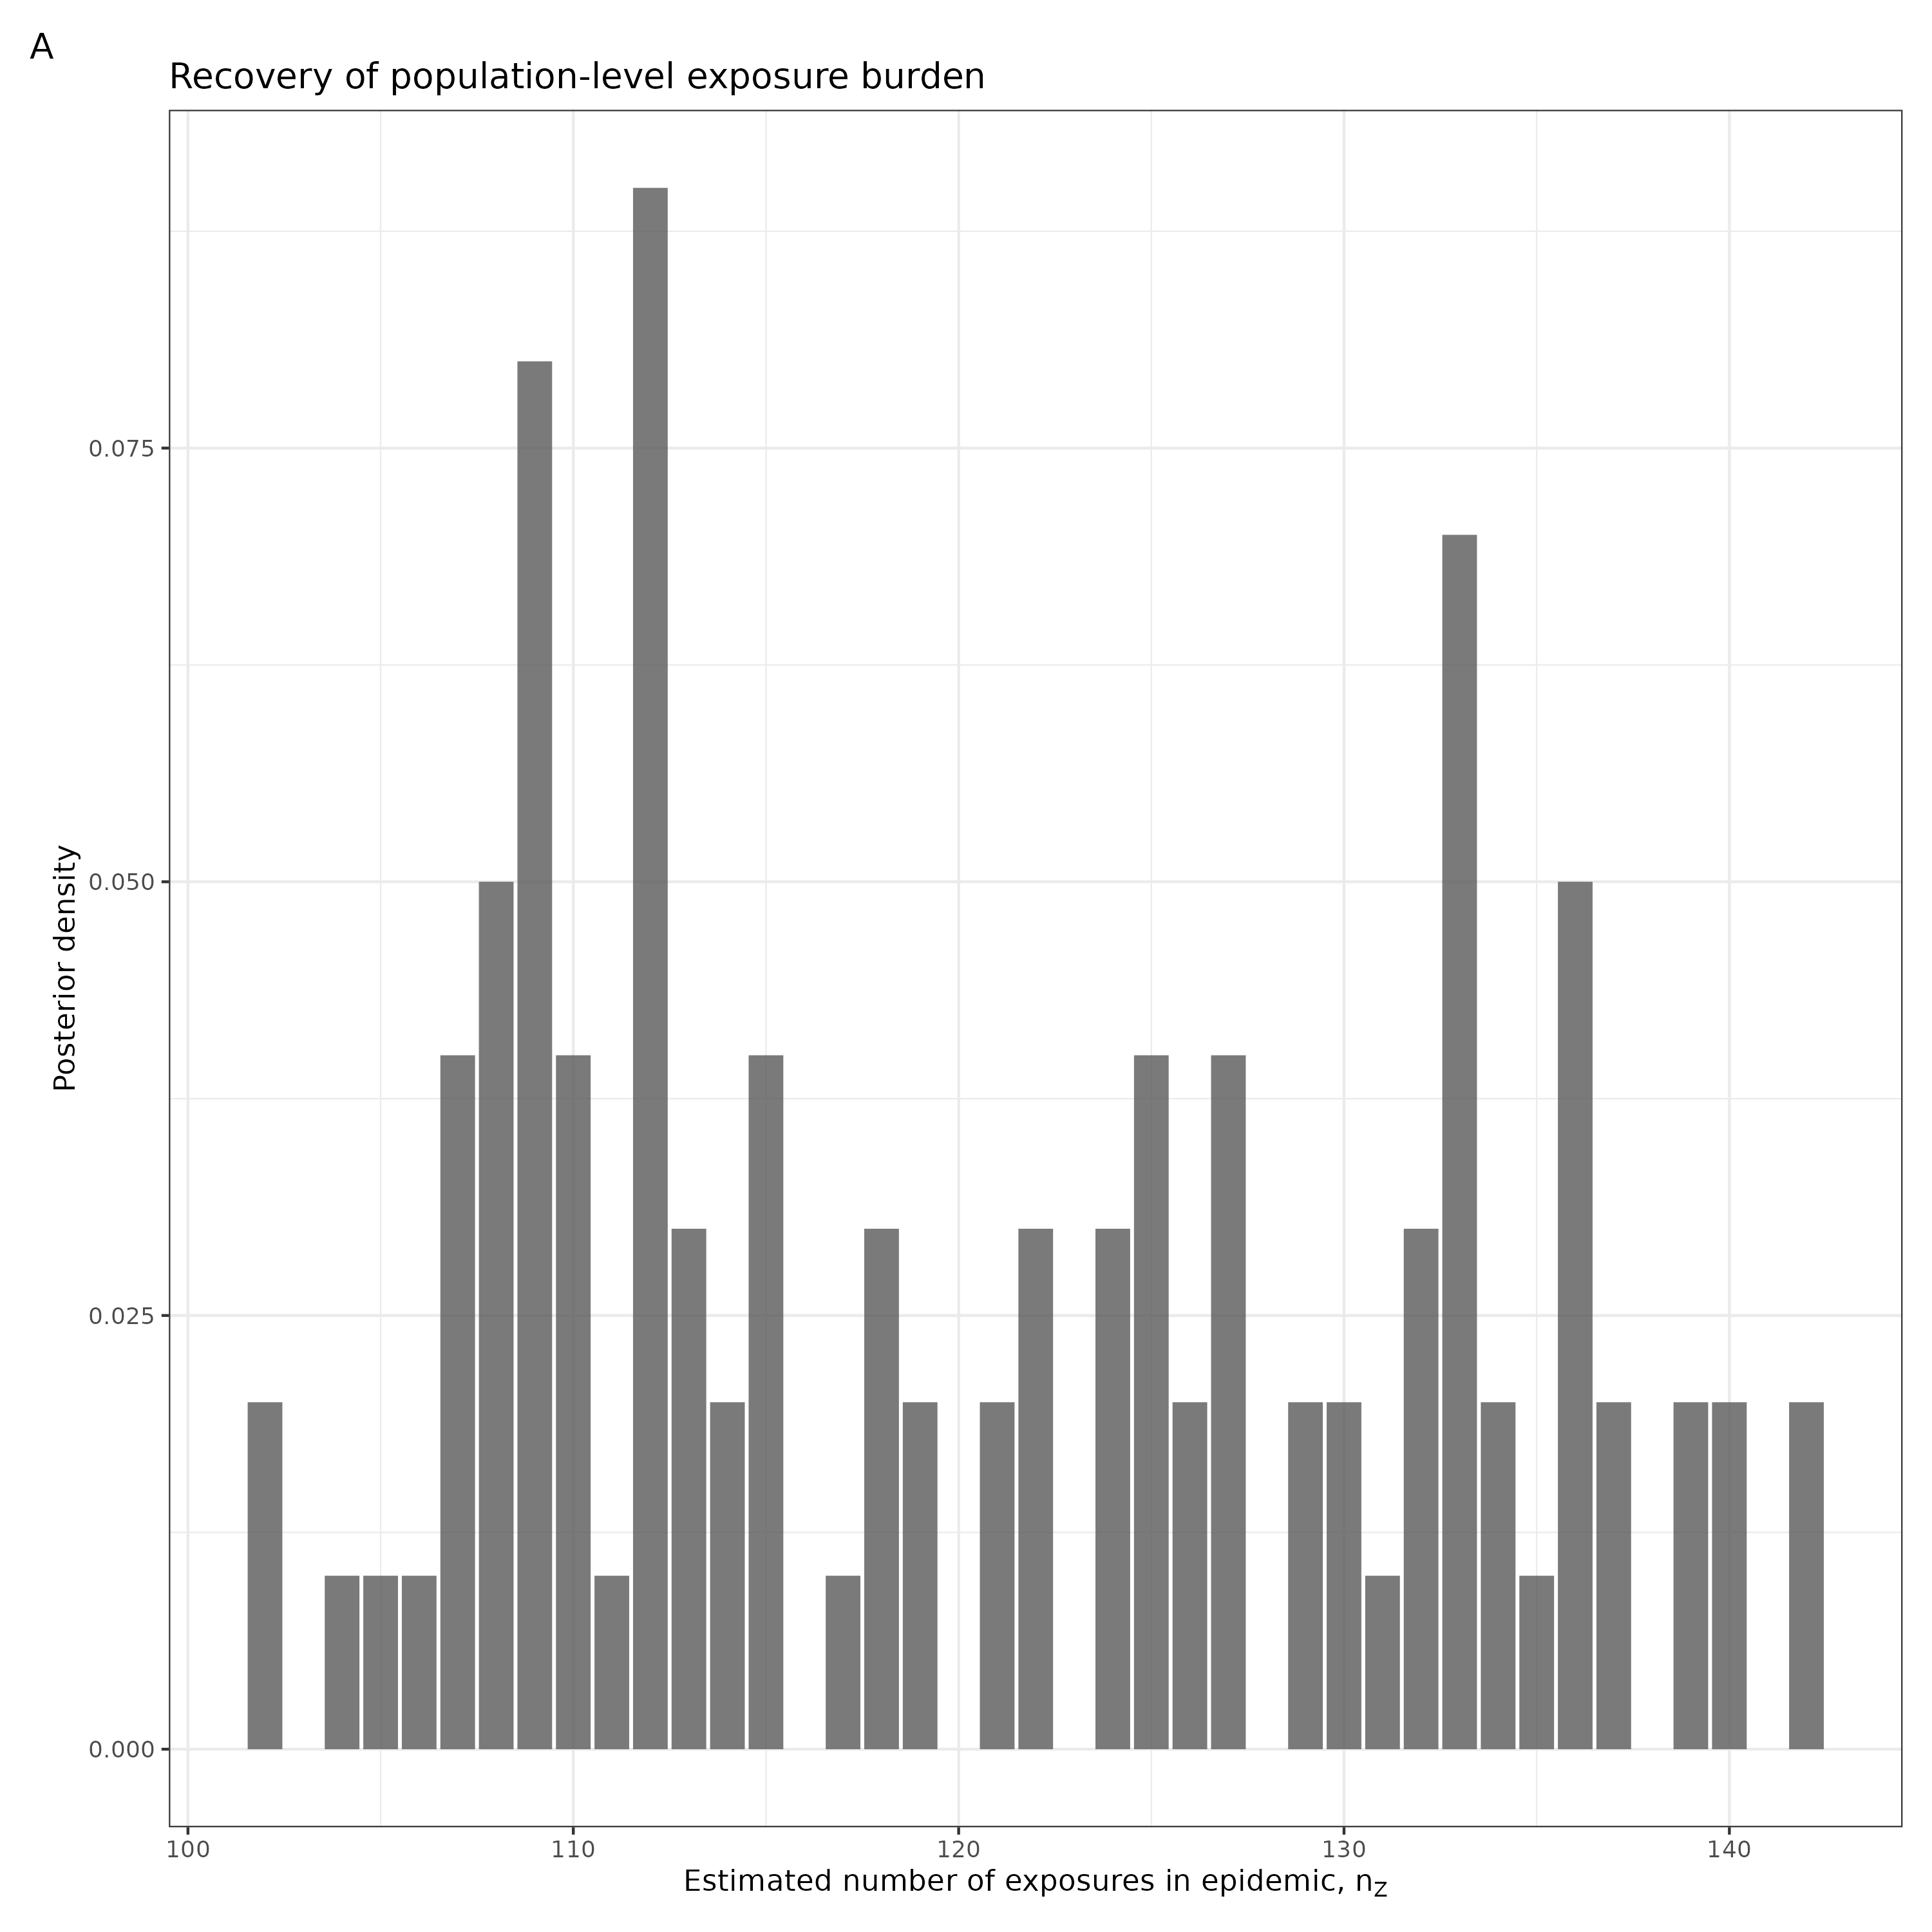 A
Recovery of population-level exposure burden
Posterior density
0.075
0.050
0.025
0.000
100 110 120 130 140
Estimated number of exposures in epidemic, nZ